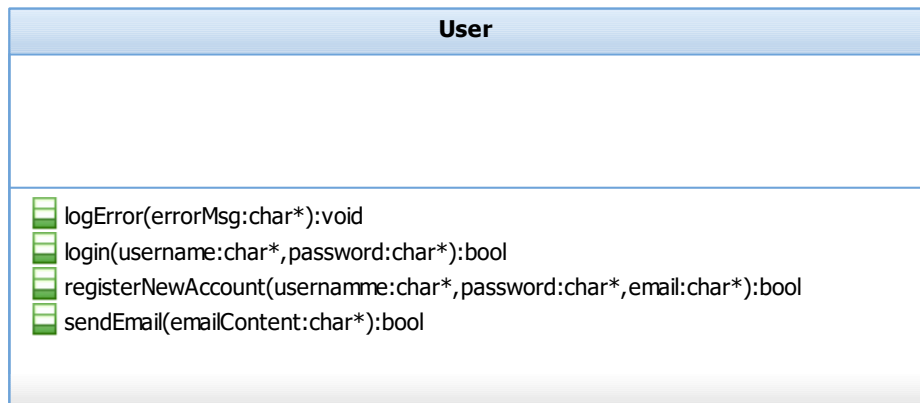 User
logError(errorMsg:char*):void
login(username:char*,password:char*):bool
registerNewAccount(usernamme:char*,password:char*,email:char*):bool
sendEmail(emailContent:char*):bool